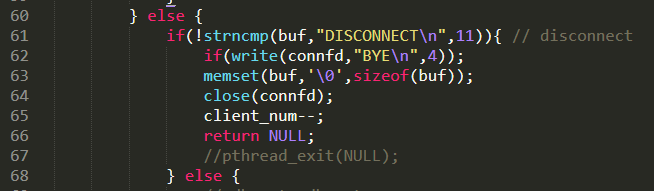 60 } else {
61 if(!strncmp(buf,"DISCONNECT\n",11)){ // disconnect
62 if(write(connfd,"BYE\n",4));
63 memset(buf,'\0',sizeof(buf));
64 close(connfd);
65 client_num--;
66 return NULL;
67 //pthread_exit(NULL);
68 } else {